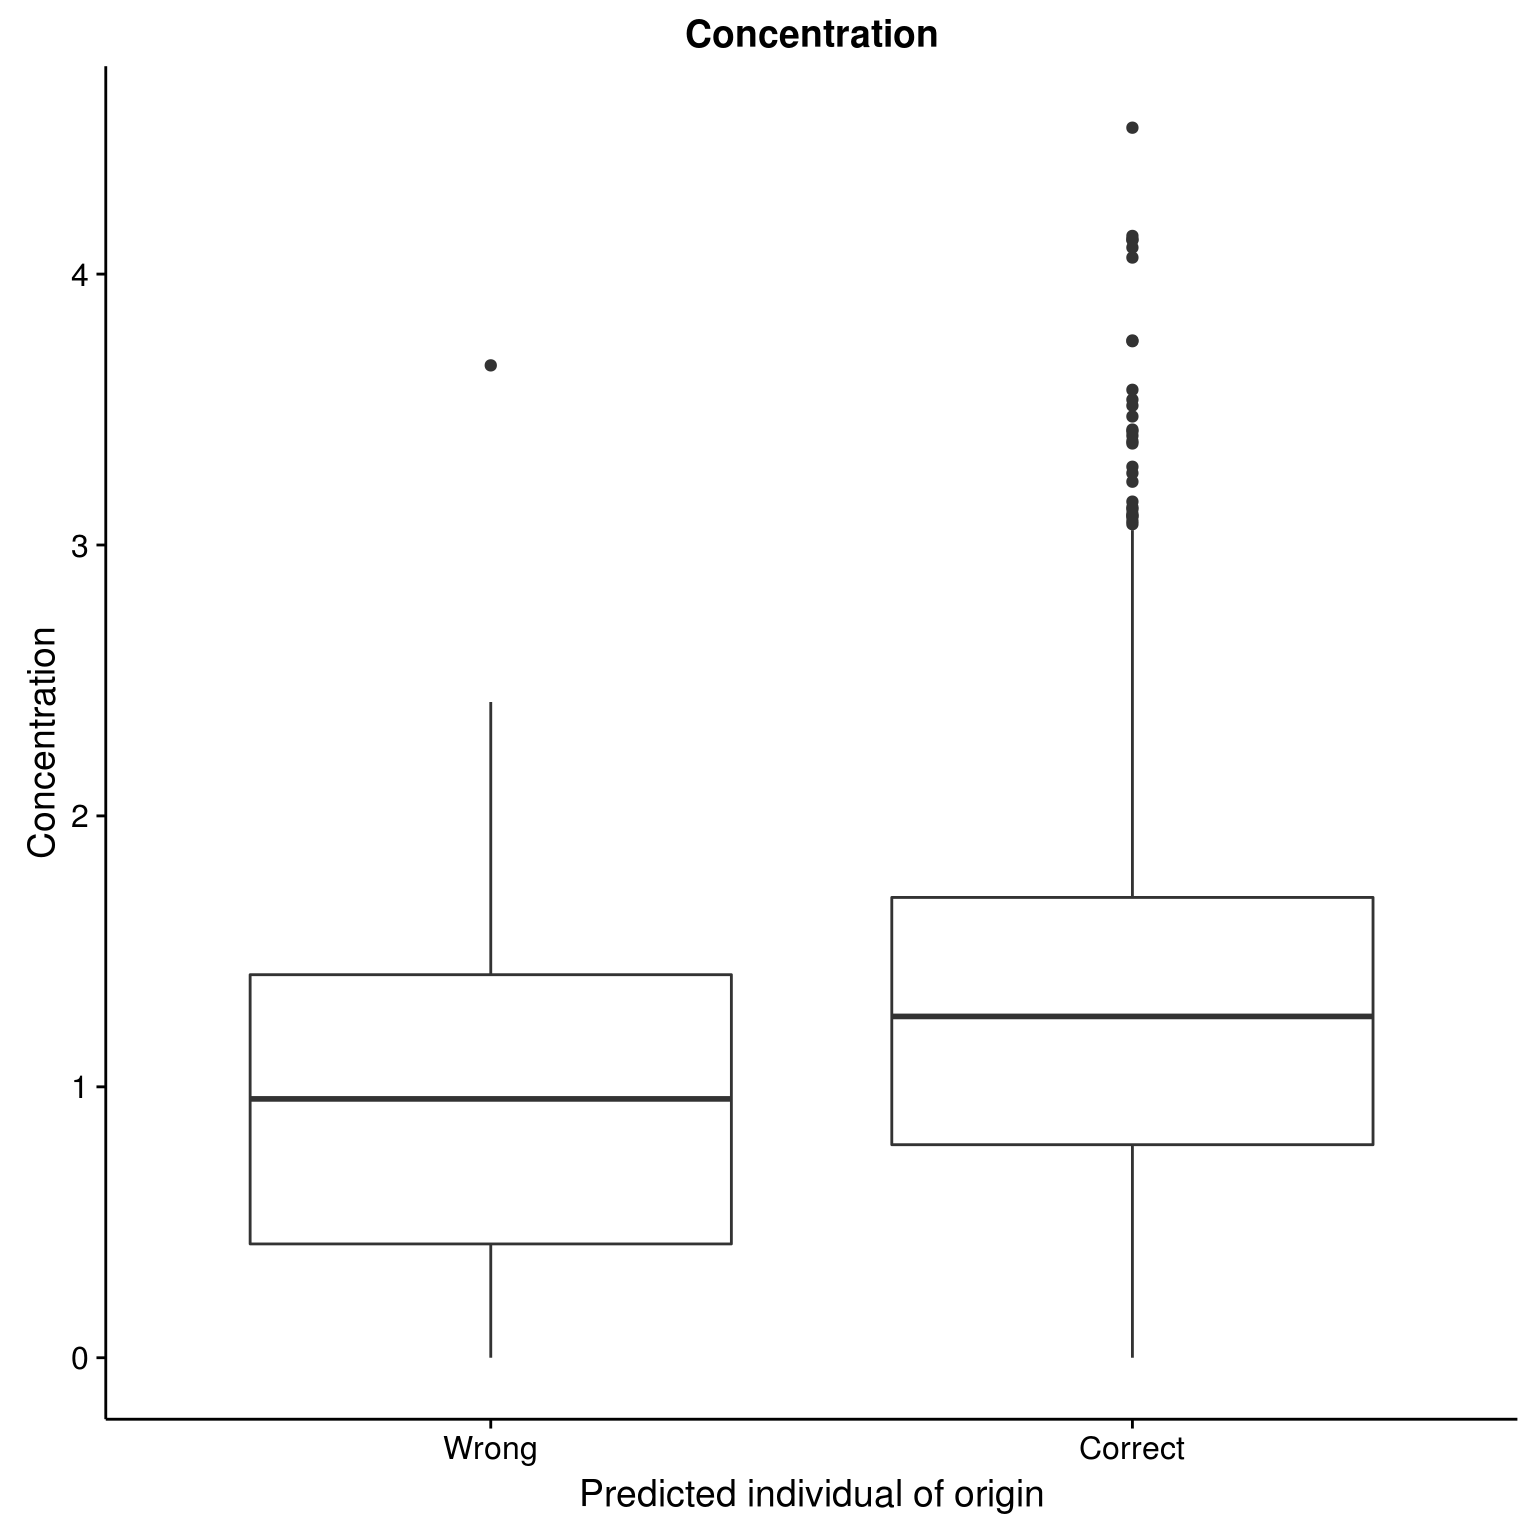 Concentration
Concentration
4
3
2
1
0
Wrong
Correct
Predicted individual of origin